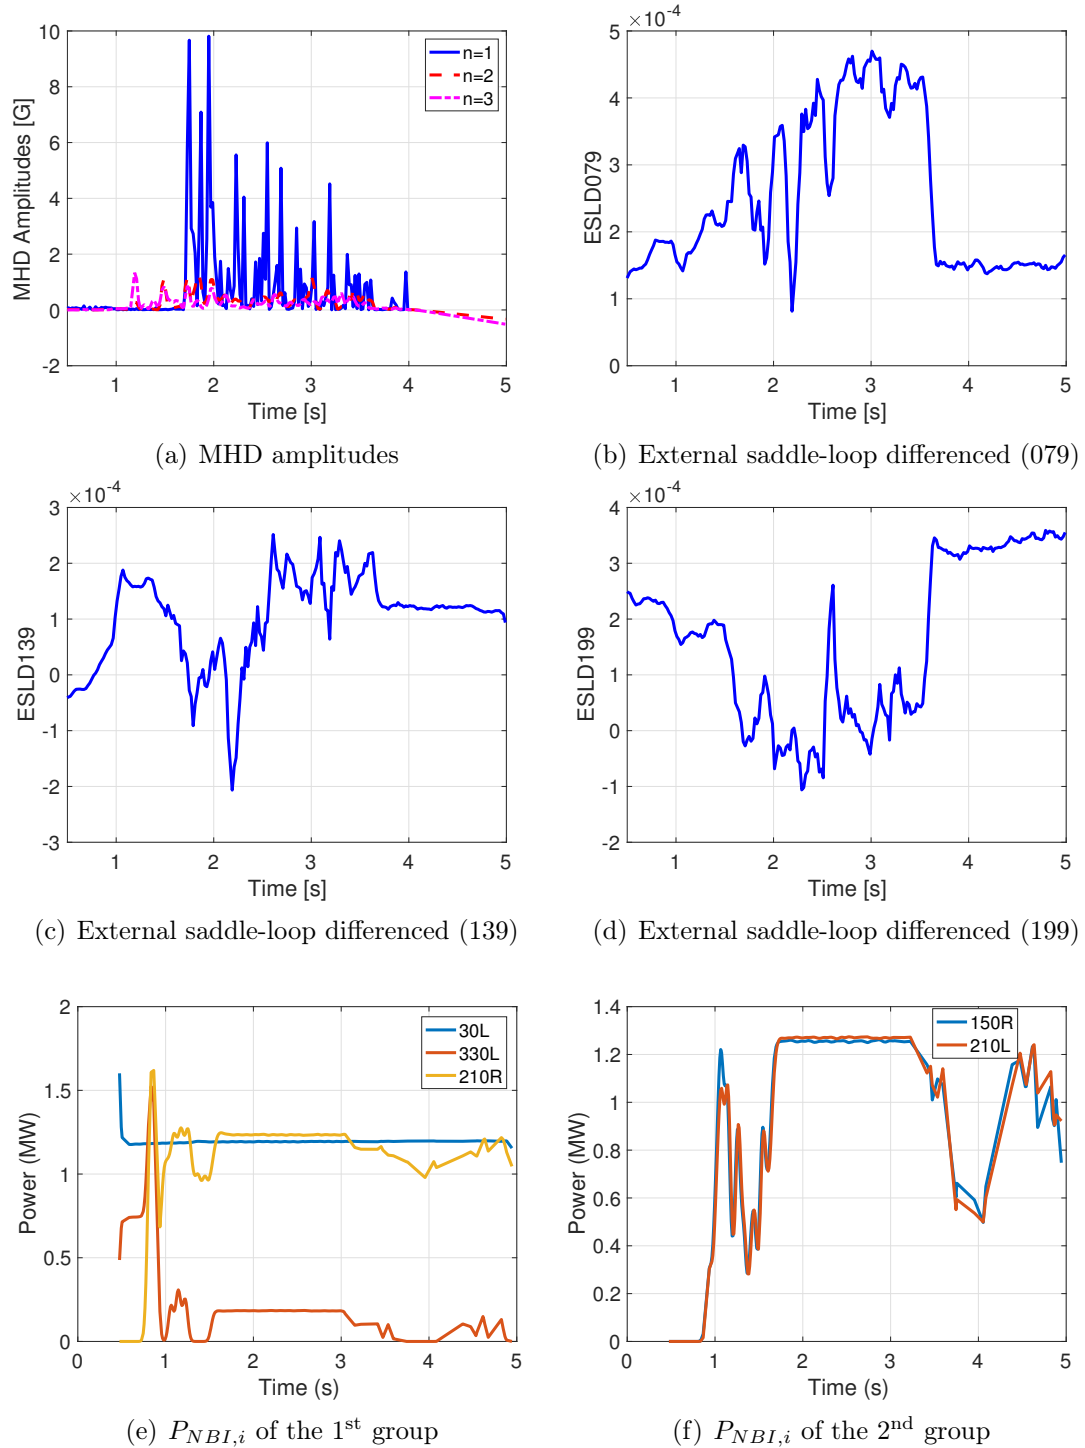 10
8
6
4
2
0
-2
1
2
3
4
5
MHD Amplitudes [G]
Time [s]
n=1
n=2
n=3
(a) MHD amplitudes
×10⁻⁴
5
4
3
2
1
0
1
2
3
4
5
ESLD079
Time [s]
(b) External saddle-loop differenced (079)
×10⁻⁴
3
2
1
0
-1
-2
-3
1
2
3
4
5
ESLD139
Time [s]
(c) External saddle-loop differenced (139)
×10⁻⁴
4
3
2
1
0
-1
-2
1
2
3
4
5
ESLD199
Time [s]
(d) External saddle-loop differenced (199)
2
1.5
1
0.5
0
0
1
2
3
4
5
Power (MW)
Time (s)
30L
330L
210R
(e) P_{NBI,i} of the 1st group
1.4
1.2
1
0.8
0.6
0.4
0.2
0
0
1
2
3
4
5
Power (MW)
Time (s)
150R
210L
(f) P_{NBI,i} of the 2nd group